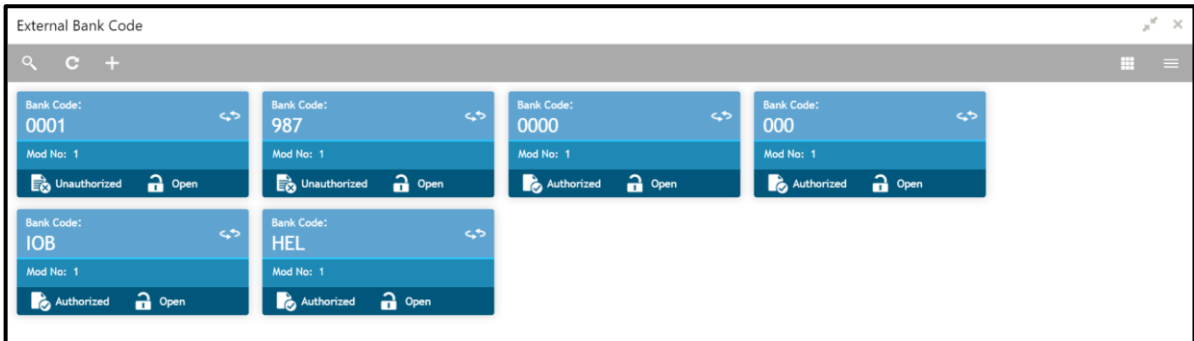 External Bank Code
Bank Code:
0001
Mod No: 1
Unauthorized Open
Bank Code:
987
Mod No: 1
Unauthorized Open
Bank Code:
0000
Mod No: 1
Authorized Open
Bank Code:
000
Mod No: 1
Authorized Open
Bank Code:
IOB
Mod No: 1
Authorized Open
Bank Code:
HEL
Mod No: 1
Authorized Open